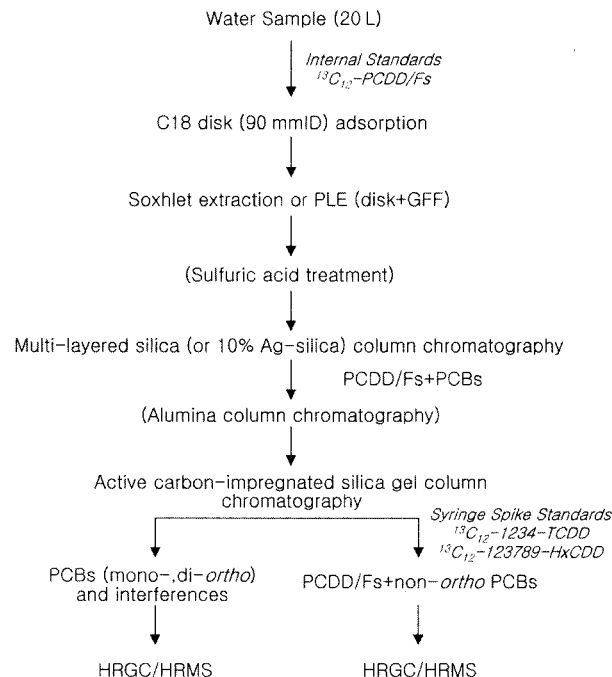 Water Sample (20 L)
Internal Standards
¹³C₁₂-PCDD/Fs
C18 disk (90 mmID) adsorption
Soxhlet extraction or PLE (disk+GFF)
(Sulfuric acid treatment)
Multi-layered silica (or 10% Ag-silica) column chromatography
PCDD/Fs+PCBs
(Alumina column chromatography)
Active carbon-impregnated silica gel column
chromatography
Syringe Spike Standards
¹³C₁₂-1234-TCDD
¹³C₁₂-123789-HxCDD
PCBs (mono-,di-ortho)
and interferences
PCDD/Fs+non-ortho PCBs
HRGC/HRMS
HRGC/HRMS